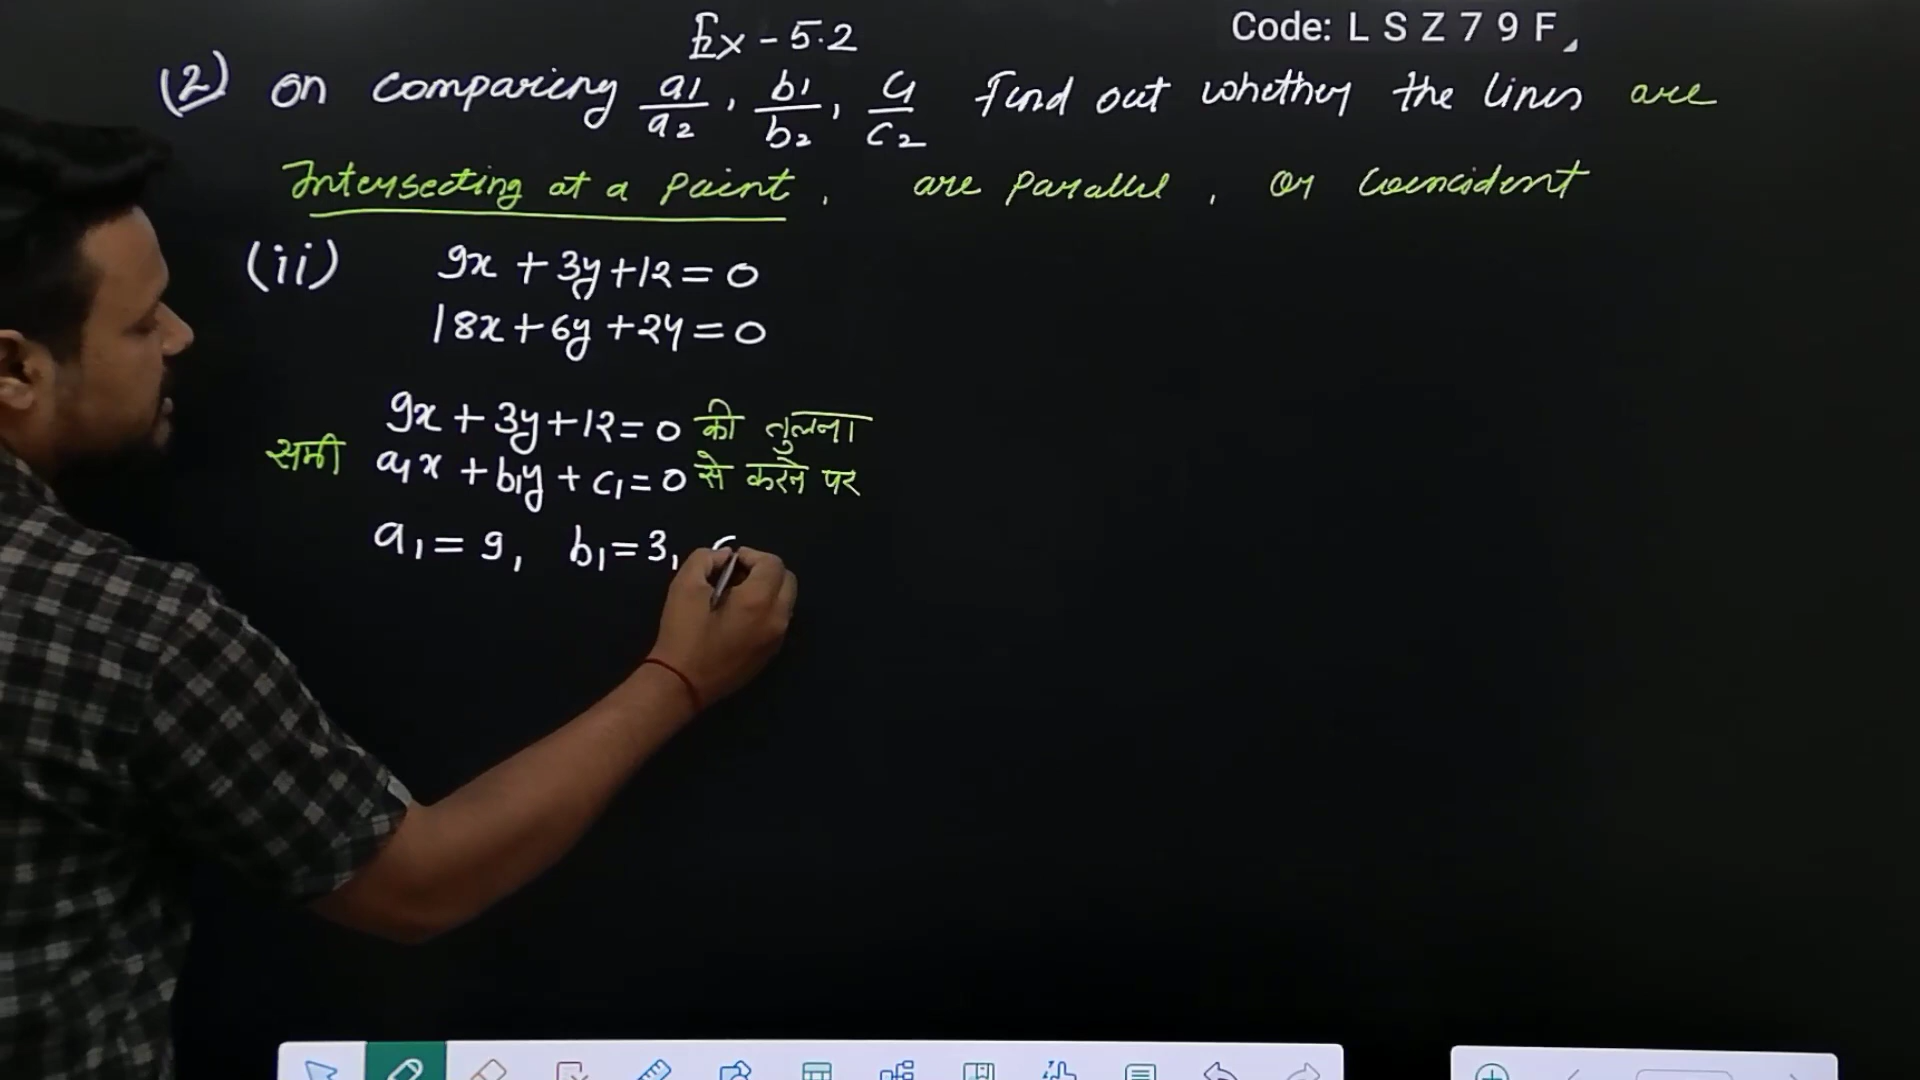 Ex - 5.2
Code: L S Z 7 9 F
(2) on comparing a1/a2, b1/b2, c1/c2 Find out whether the lines are
Intersecting at a Point, are parallel, or coincident
(ii) 9x + 3y + 12 = 0
18x + 6y + 24 = 0
9x + 3y + 12 = 0 की तुलना
समी a1x + b1y + c1 = 0 से करने पर
a1 = 9, b1 = 3, c